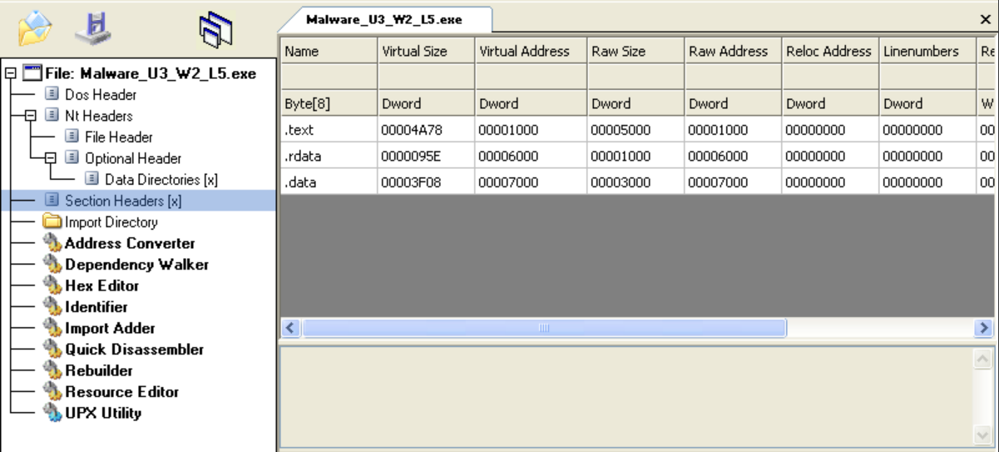 Malware_U3_W2_L5.exe
File: Malware_U3_W2_L5.exe
Dos Header
Nt Headers
File Header
Optional Header
Data Directories [x]
Section Headers [x]
Import Directory
Address Converter
Dependency Walker
Hex Editor
Identifier
Import Adder
Quick Disassembler
Rebuilder
Resource Editor
UPX Utility
Name Virtual Size Virtual Address Raw Size Raw Address Reloc Address Linenumbers Re
Byte[8] Dword Dword Dword Dword Dword Dword W
.text 00004A78 00001000 00005000 00001000 00000000 00000000 00
.rdata 0000095E 00006000 00001000 00006000 00000000 00000000 00
.data 00003F08 00007000 00003000 00007000 00000000 00000000 00